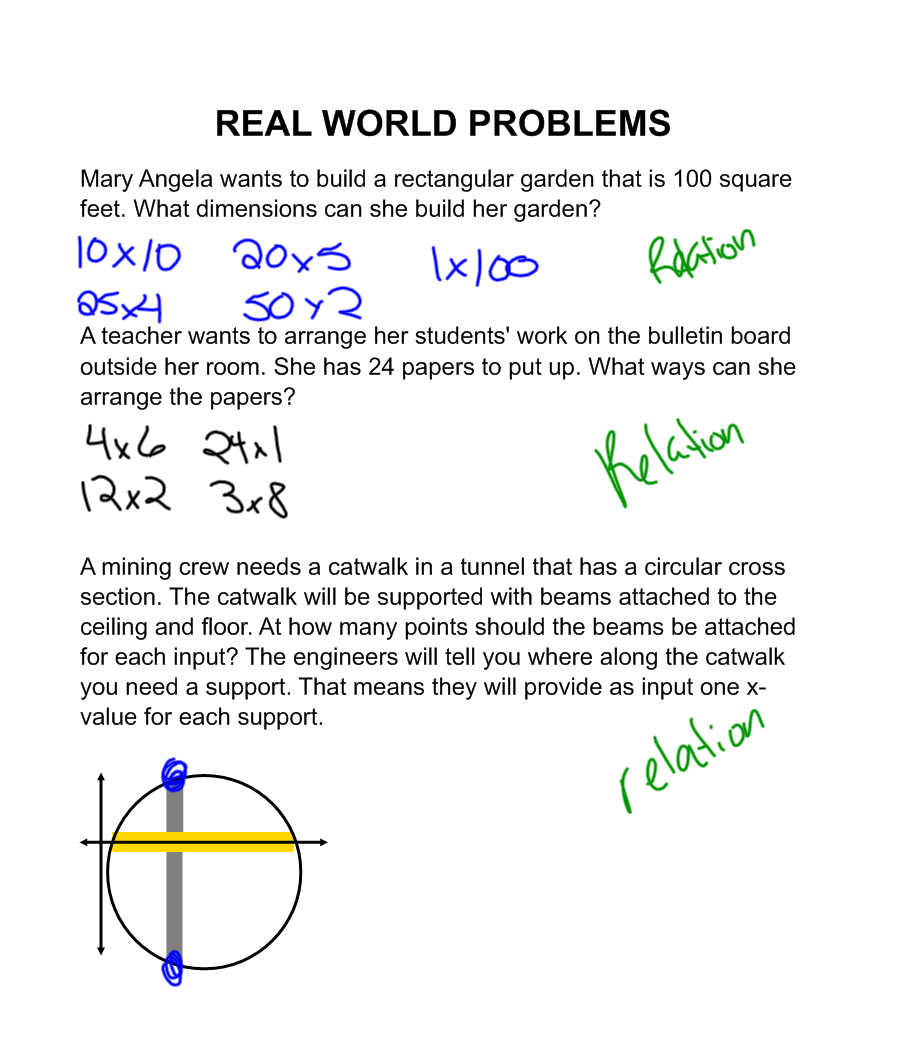 REAL WORLD PROBLEMS
Mary Angela wants to build a rectangular garden that is 100 square
feet. What dimensions can she build her garden?
10x10 20x5 1x100 Relation
25x4 50x2
A teacher wants to arrange her students' work on the bulletin board
outside her room. She has 24 papers to put up. What ways can she
arrange the papers?
4x6 24x1 Relation
12x2 3x8
A mining crew needs a catwalk in a tunnel that has a circular cross
section. The catwalk will be supported with beams attached to the
ceiling and floor. At how many points should the beams be attached
for each input? The engineers will tell you where along the catwalk
you need a support. That means they will provide as input one x-
value for each support.
relation